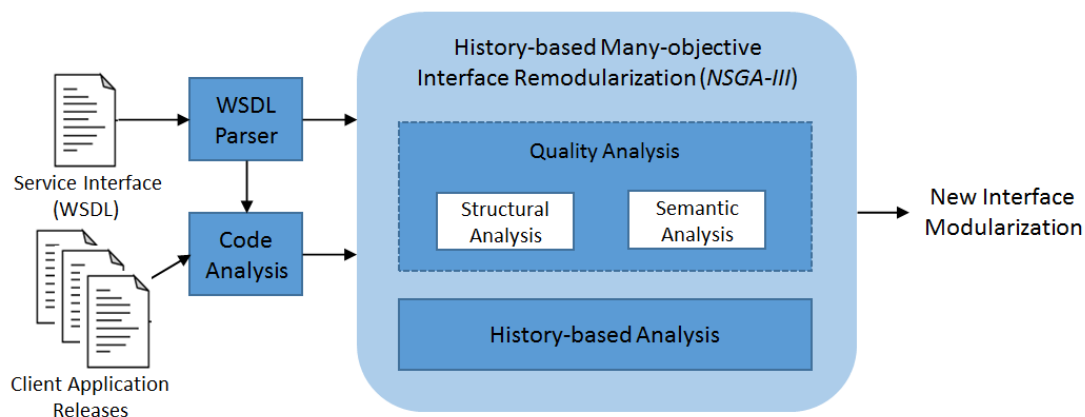 History-based Many-objective
Interface Remodularization (NSGA-III)
WSDL
Parser
Service Interface
(WSDL)
Quality Analysis
Structural
Analysis
Semantic
Analysis
New Interface
Modularization
Code
Analysis
History-based Analysis
Client Application
Releases